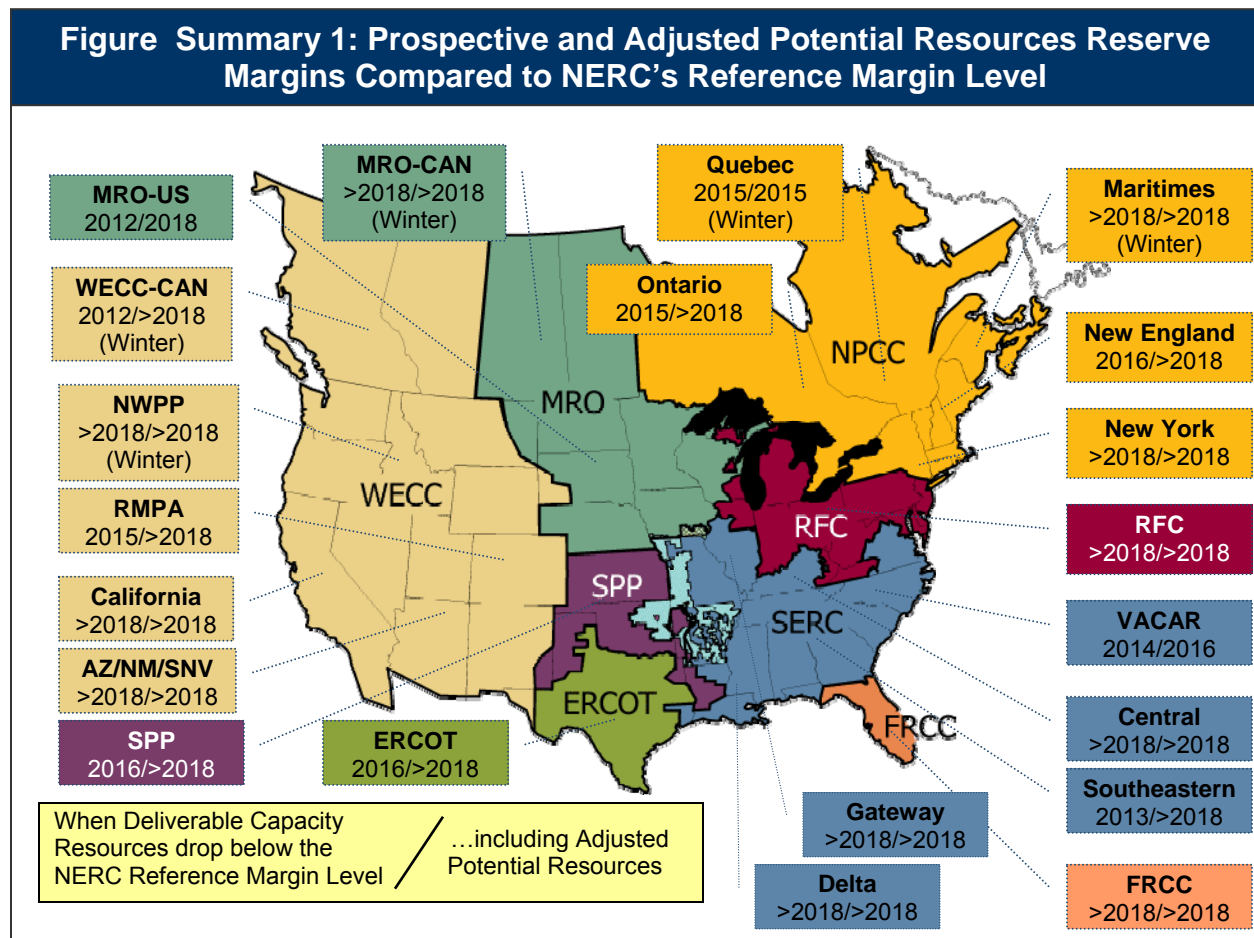 Figure  Summary 1: Prospective and Adjusted Potential Resources Reserve
Margins Compared to NERC's Reference Margin Level
MRO-US
2012/2018
MRO-CAN
>2018/>2018
(Winter)
Quebec
2015/2015
(Winter)
Maritimes
>2018/>2018
(Winter)
WECC-CAN
2012/>2018
(Winter)
Ontario
2015/>2018
New England
2016/>2018
NWPP
>2018/>2018
(Winter)
New York
>2018/>2018
RMPA
2015/>2018
RFC
>2018/>2018
California
>2018/>2018
VACAR
2014/2016
AZ/NM/SNV
>2018/>2018
Central
>2018/>2018
SPP
2016/>2018
ERCOT
2016/>2018
Southeastern
2013/>2018
Gateway
>2018/>2018
Delta
>2018/>2018
FRCC
>2018/>2018
NPCC
MRO
WECC
RFC
SPP
SERC
ERCOT
FRCC
When Deliverable Capacity
Resources drop below the
NERC Reference Margin Level
/
…including Adjusted
Potential Resources